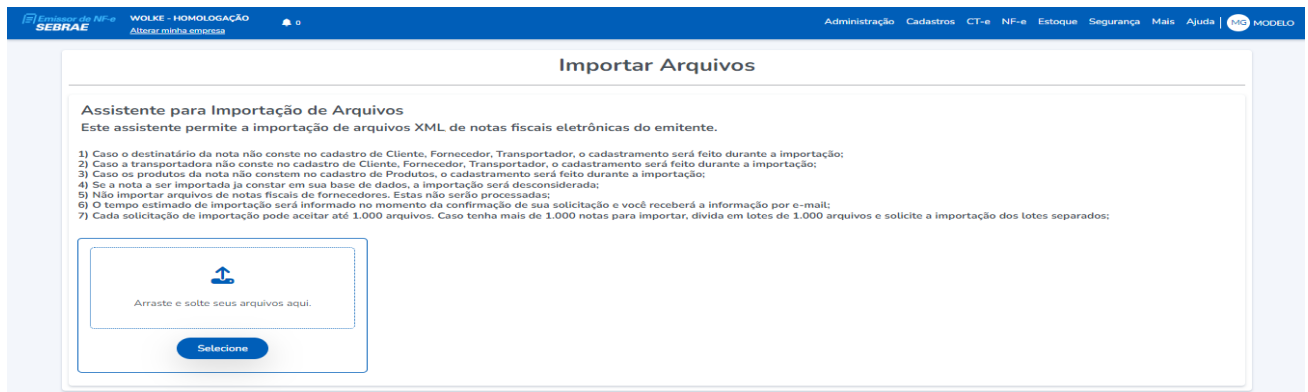 Emissor de NF-e WOLKE - HOMOLOGAÇÃO 0 Administração Cadastros CT-e NF-e Estoque Segurança Mais Ajuda | MG MODELO
SEBRAE Alterar minha empresa
Importar Arquivos
Assistente para Importação de Arquivos
Este assistente permite a importação de arquivos XML de notas fiscais eletrônicas do emitente.
1) Caso o destinatário da nota não conste no cadastro de Cliente, Fornecedor, Transportador, o cadastramento será feito durante a importação;
2) Caso a transportadora não conste no cadastro de Cliente, Fornecedor, Transportador, o cadastramento será feito durante a importação;
3) Caso os produtos da nota não constem no cadastro de Produtos, o cadastramento será feito durante a importação;
4) Se a nota a ser importada ja constar em sua base de dados, a importação será desconsiderada;
5) Não importar arquivos de notas fiscais de fornecedores. Estas não serão processadas;
6) O tempo estimado de importação será informado no momento da confirmação de sua solicitação e você receberá a informação por e-mail;
7) Cada solicitação de importação pode aceitar até 1.000 arquivos. Caso tenha mais de 1.000 notas para importar, divida em lotes de 1.000 arquivos e solicite a importação dos lotes separados;
Arraste e solte seus arquivos aqui.
Selecione